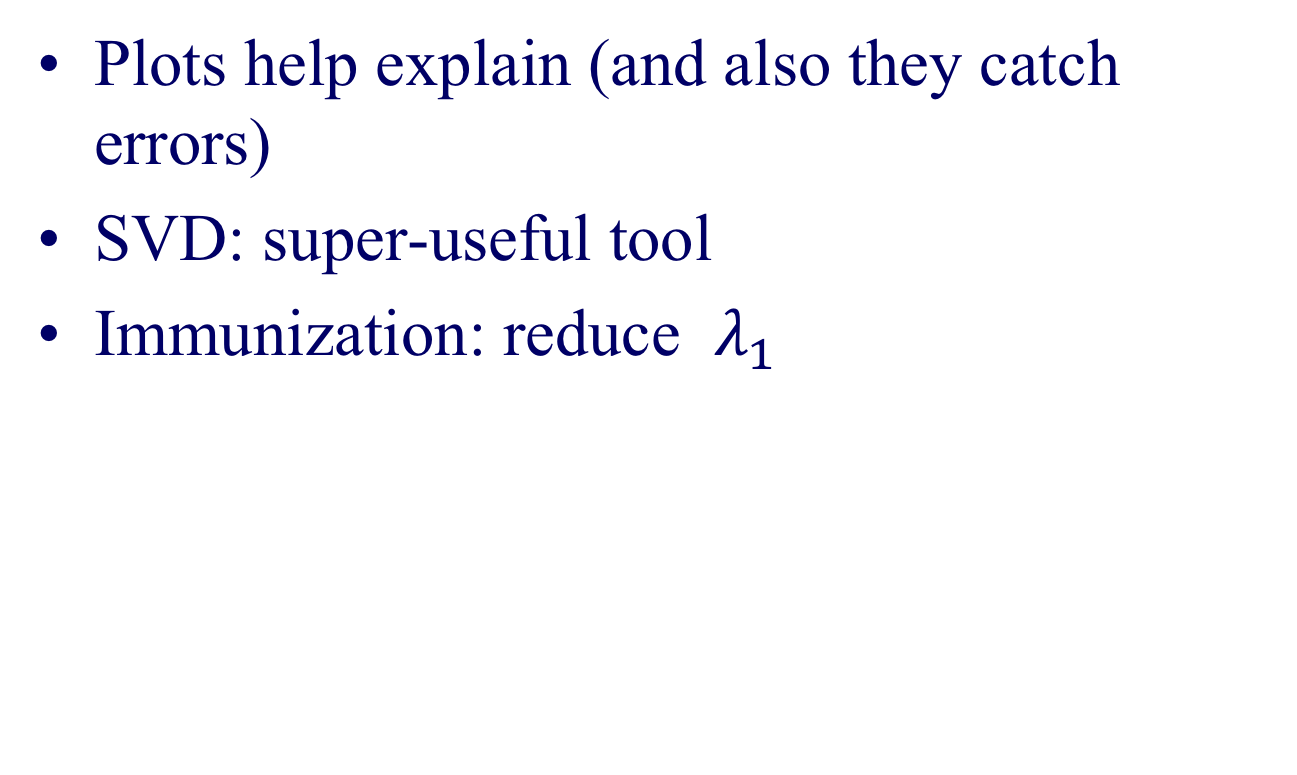 • Plots help explain (and also they catch
errors)
• SVD: super-useful tool
• Immunization: reduce λ₁